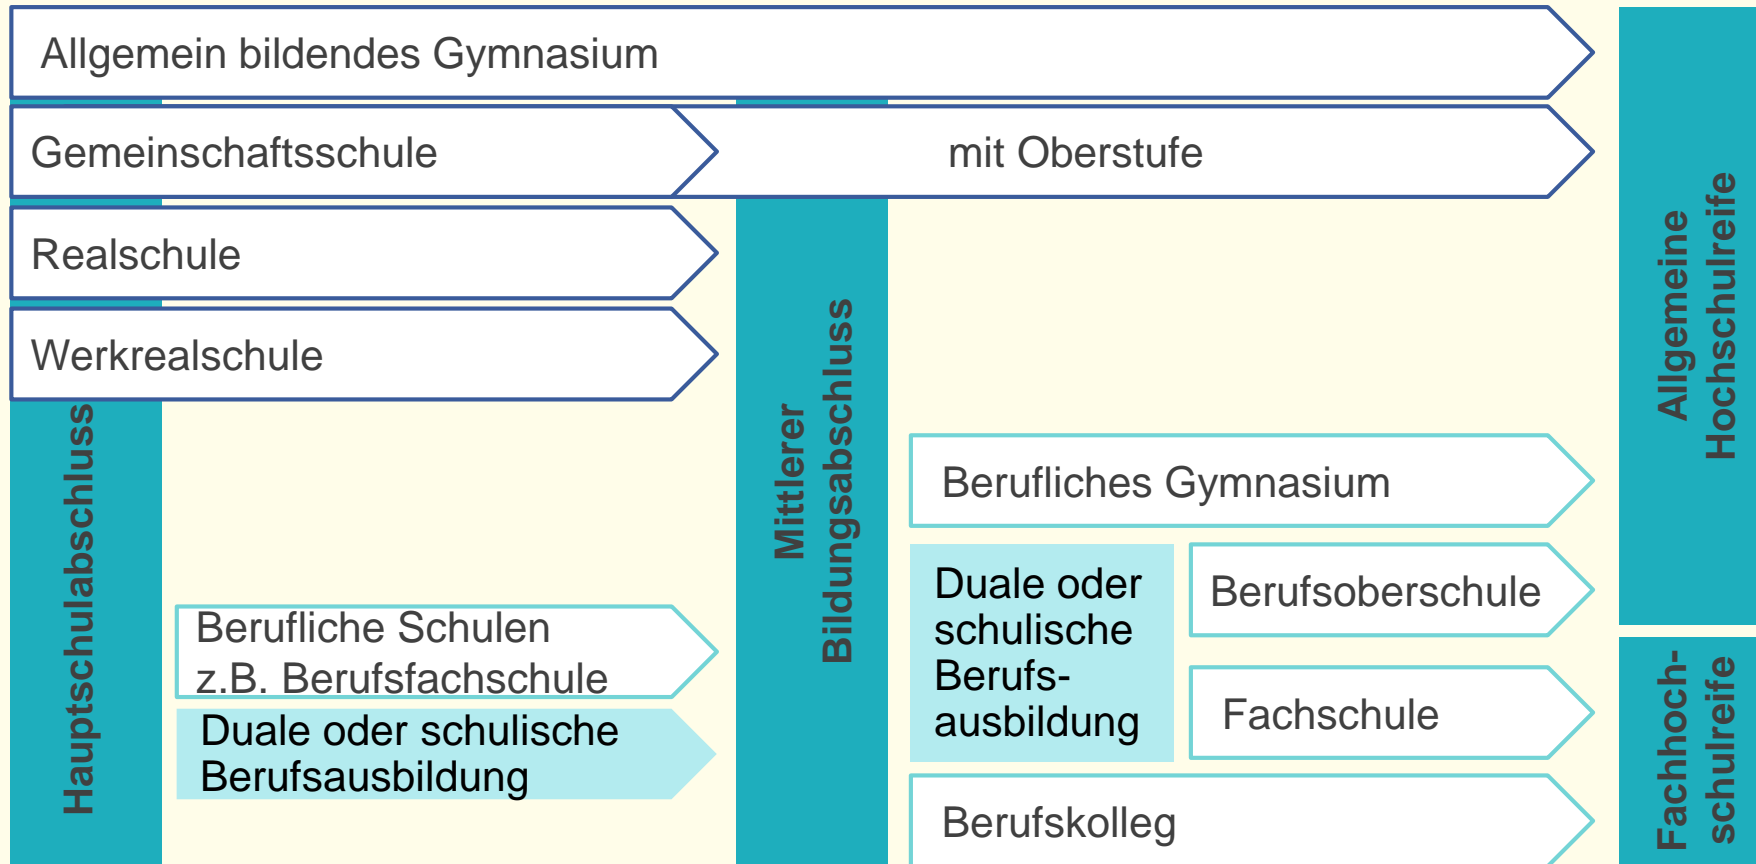 Allgemein bildendes Gymnasium
Gemeinschaftsschule
mit Oberstufe
Realschule
Werkrealschule
Hauptschulabschluss
Berufliche Schulen
z.B. Berufsfachschule
Duale oder schulische
Berufsausbildung
Mittlerer
Bildungsabschluss
Berufliches Gymnasium
Duale oder
schulische
Berufs-
ausbildung
Berufsoberschule
Fachschule
Berufskolleg
Allgemeine
Hochschulreife
Fachhoch-
schulreife